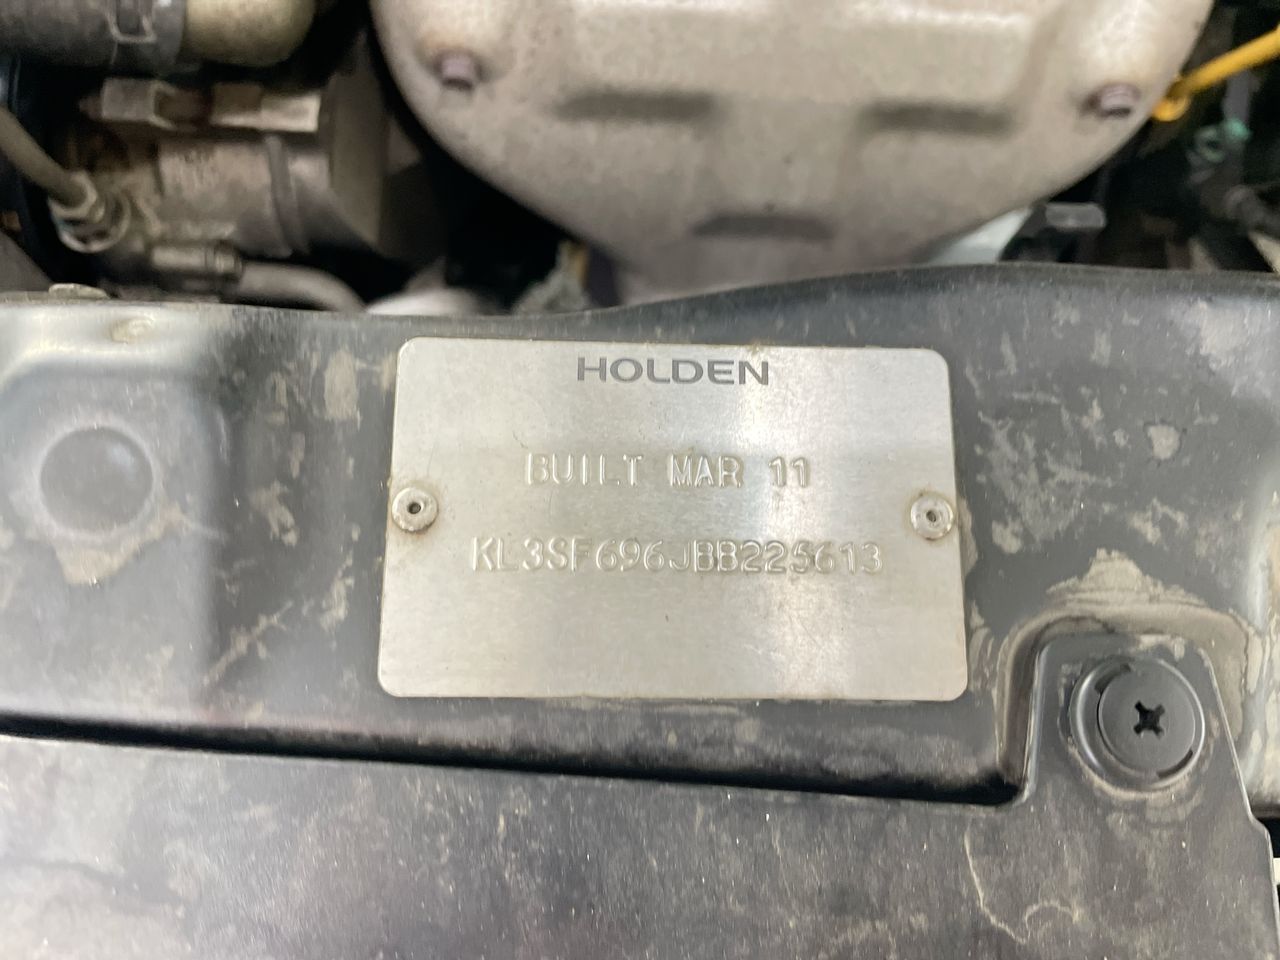 HOLDEN
BUILT MAR 11
KL3SF696JBB225613